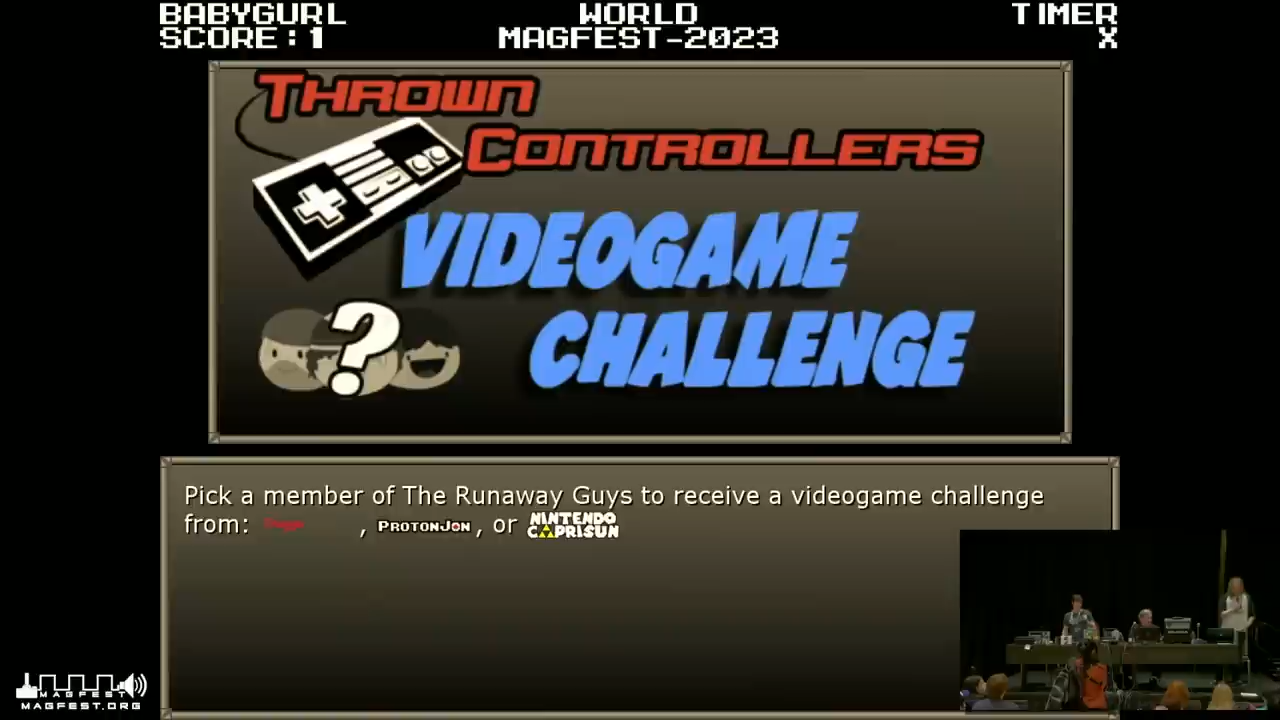 BABYGURL
SCORE:1
WORLD
MAGFEST-2023
TIMER
X
THROWN
CONTROLLERS
VIDEOGAME
CHALLENGE
?
Pick a member of The Runaway Guys to receive a videogame challenge
from: , PROTONJON, or NINTENDO CAPRISUN
MAGFEST
MAGFEST.ORG